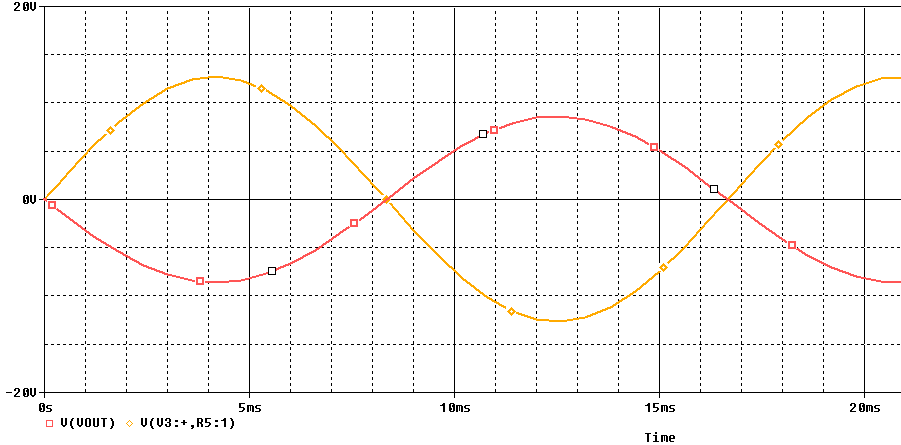 20V
0V
-20V
0s 5ms 10ms 15ms 20ms
V(VOUT) V(V3:+,R5:1)
Time